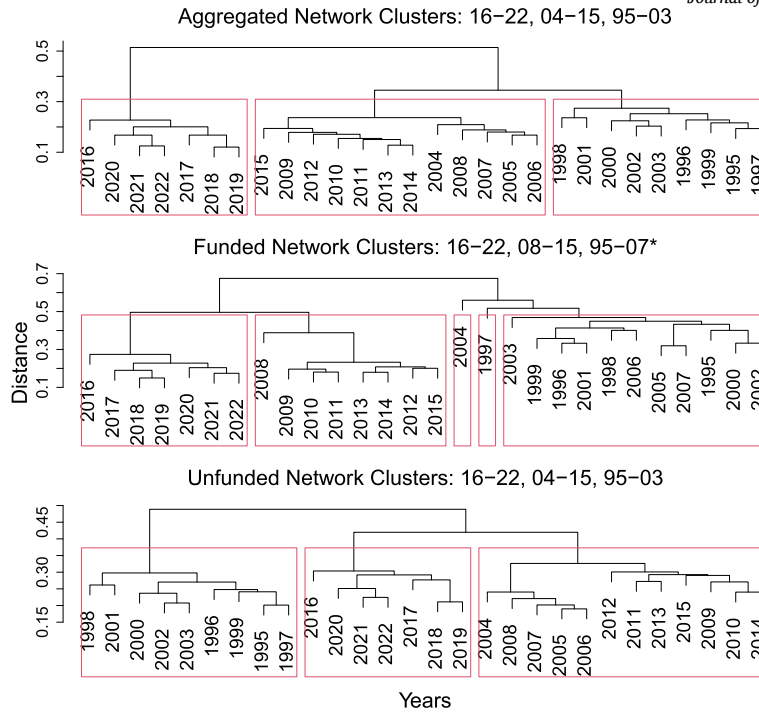 Journal of
Aggregated Network Clusters: 16−22, 04−15, 95−03
0.5
0.3
0.1
2016 2020 2021 2022 2017 2018 2019 2015 2009 2012 2010 2011 2013 2014 2004 2008 2007 2005 2006 1998 2001 2000 2002 2003 1996 1999 1995 1997
Funded Network Clusters: 16−22, 08−15, 95−07*
Distance
0.7
0.5
0.3
0.1
2016 2017 2018 2019 2020 2021 2022 2008 2009 2010 2011 2013 2014 2012 2015 2004 1997 2003 1999 1996 2001 1998 2006 2005 2007 1995 2000 2002
Unfunded Network Clusters: 16−22, 04−15, 95−03
0.45
0.30
0.15
1998 2001 2000 2002 2003 1996 1999 1995 1997 2016 2020 2021 2022 2017 2018 2019 2004 2008 2007 2005 2006 2012 2011 2013 2015 2009 2010 2014
Years